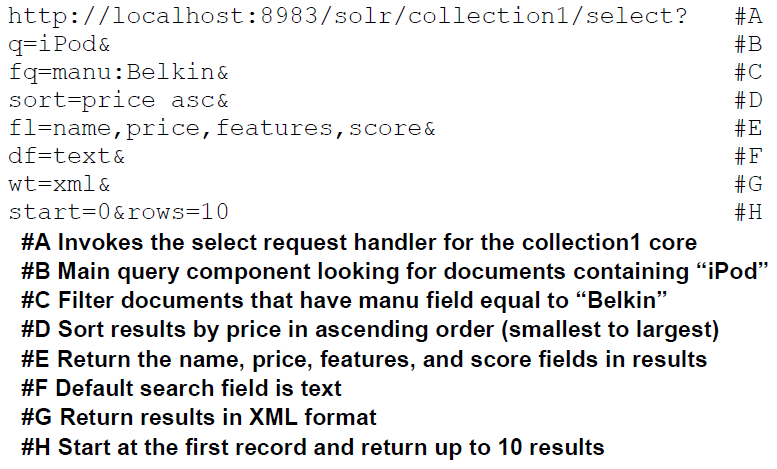 http://localhost:8983/solr/collection1/select? #A
q=iPod& #B
fq=manu:Belkin& #C
sort=price asc& #D
fl=name,price,features,score& #E
df=text& #F
wt=xml& #G
start=0&rows=10 #H
#A Invokes the select request handler for the collection1 core
#B Main query component looking for documents containing “iPod”
#C Filter documents that have manu field equal to “Belkin”
#D Sort results by price in ascending order (smallest to largest)
#E Return the name, price, features, and score fields in results
#F Default search field is text
#G Return results in XML format
#H Start at the first record and return up to 10 results